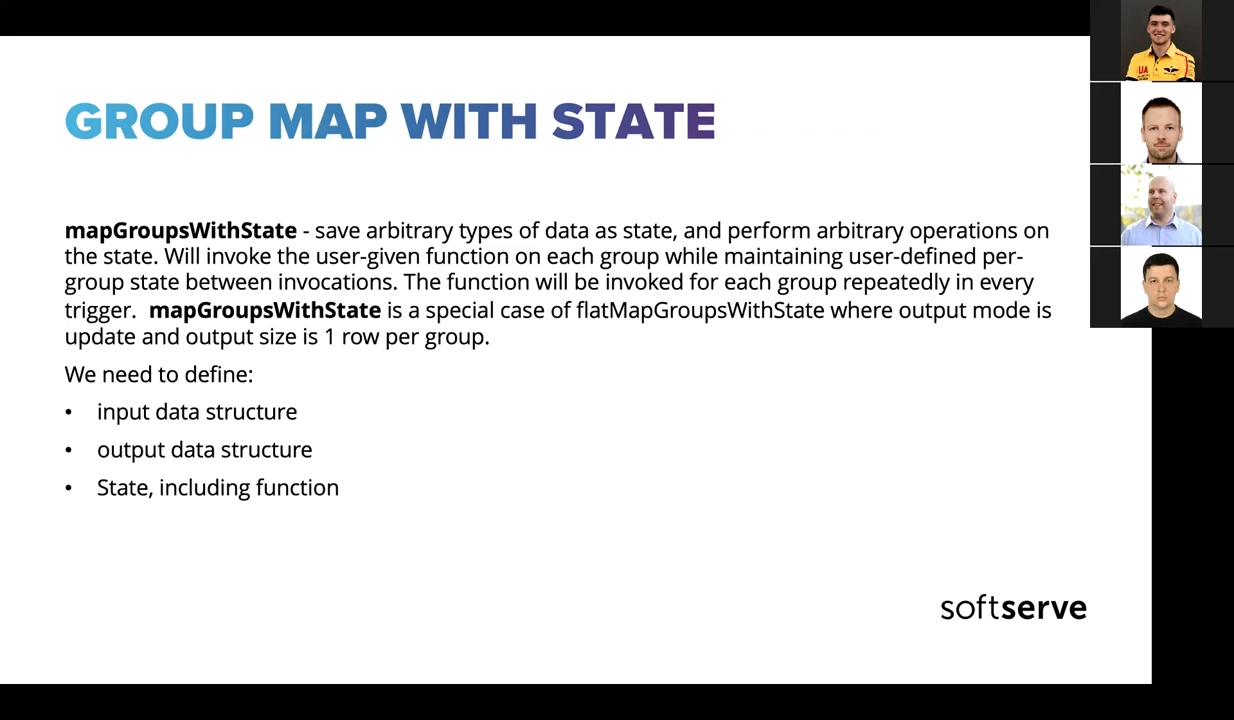 GROUP MAP WITH STATE
mapGroupsWithState - save arbitrary types of data as state, and perform arbitrary operations on
the state. Will invoke the user-given function on each group while maintaining user-defined per-
group state between invocations. The function will be invoked for each group repeatedly in every
trigger.  mapGroupsWithState is a special case of flatMapGroupsWithState where output mode is
update and output size is 1 row per group.
We need to define:
• input data structure
• output data structure
• State, including function
softserve
UA